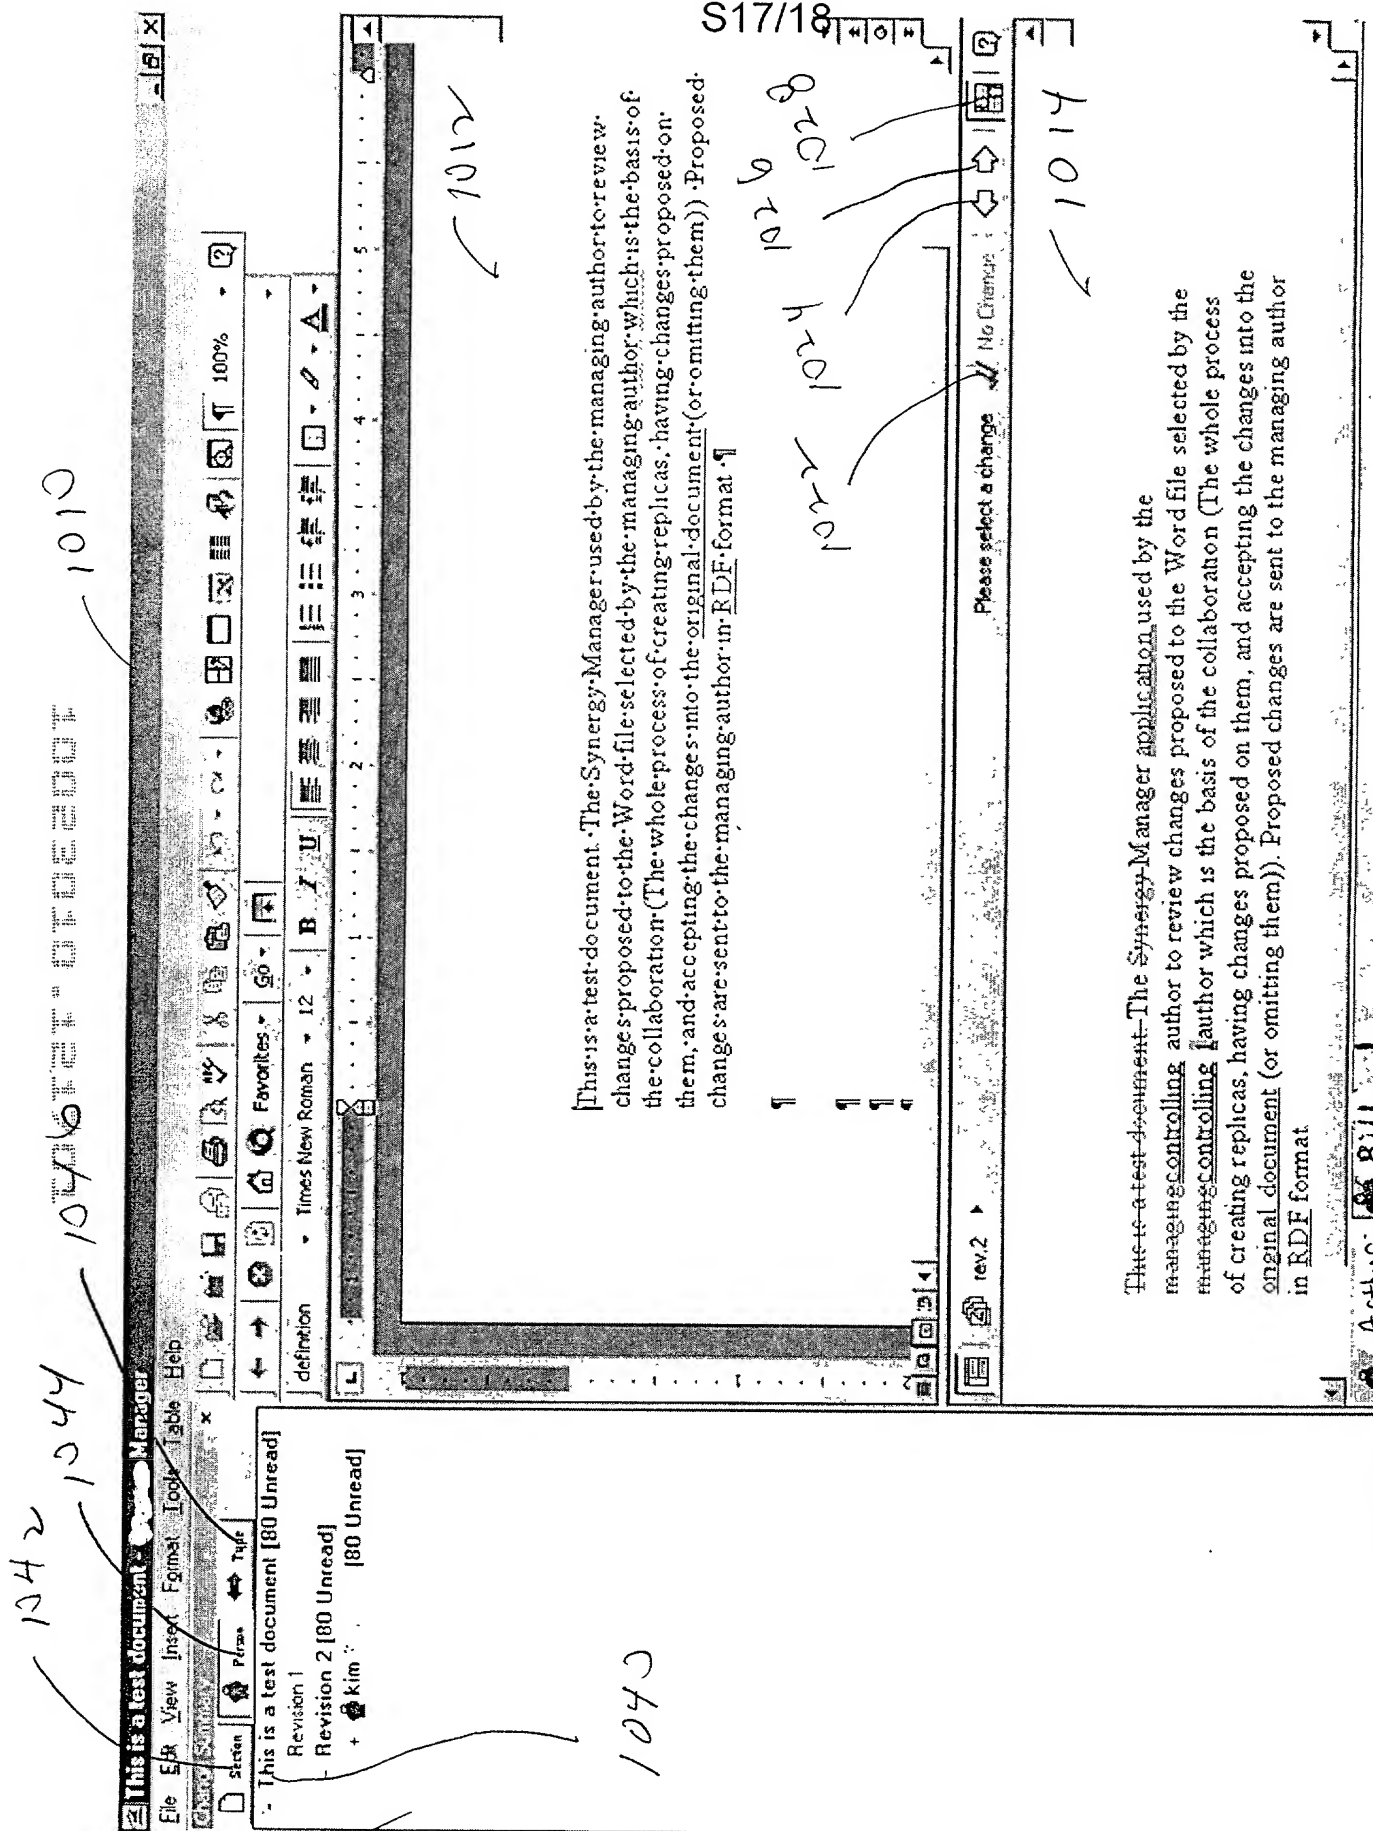 S17/18
1042
1044
1046
1010
This is a test document - Manager
File Edit View Insert Format Tools Table Help
100%
Favorites Go
definition Times New Roman 12 B I U A
Section Person Type
- This is a test document [80 Unread]
Revision 1
- Revision 2 [80 Unread]
+ kim [80 Unread]
1040
1 1 2 3 4 5
1012
This·is·a·test·document.·The·Synergy·Manager·used·by·the·managing·author·to·review·
changes·proposed·to·the·Word·file·selected·by·the·managing·author·which·is·the·basis·of·
the·collaboration·(The·whole·process·of·creating·replicas,·having·changes·proposed·on·
them,·and·accepting·the·changes·into·the·original·document·(or·omitting·them))·Proposed·
changes·are·sent·to·the·managing·author·in·RDF·format·¶
¶
¶
¶
1022
1024
1026
1028
rev.2
Please select a change
No Change
1014
This is a test document. The Synergy Manager application used by the
managingcontrolling author to review changes proposed to the Word file selected by the
managingcontrolling author which is the basis of the collaboration (The whole process
of creating replicas, having changes proposed on them, and accepting the changes into the
original document (or omitting them)). Proposed changes are sent to the managing author
in RDF format